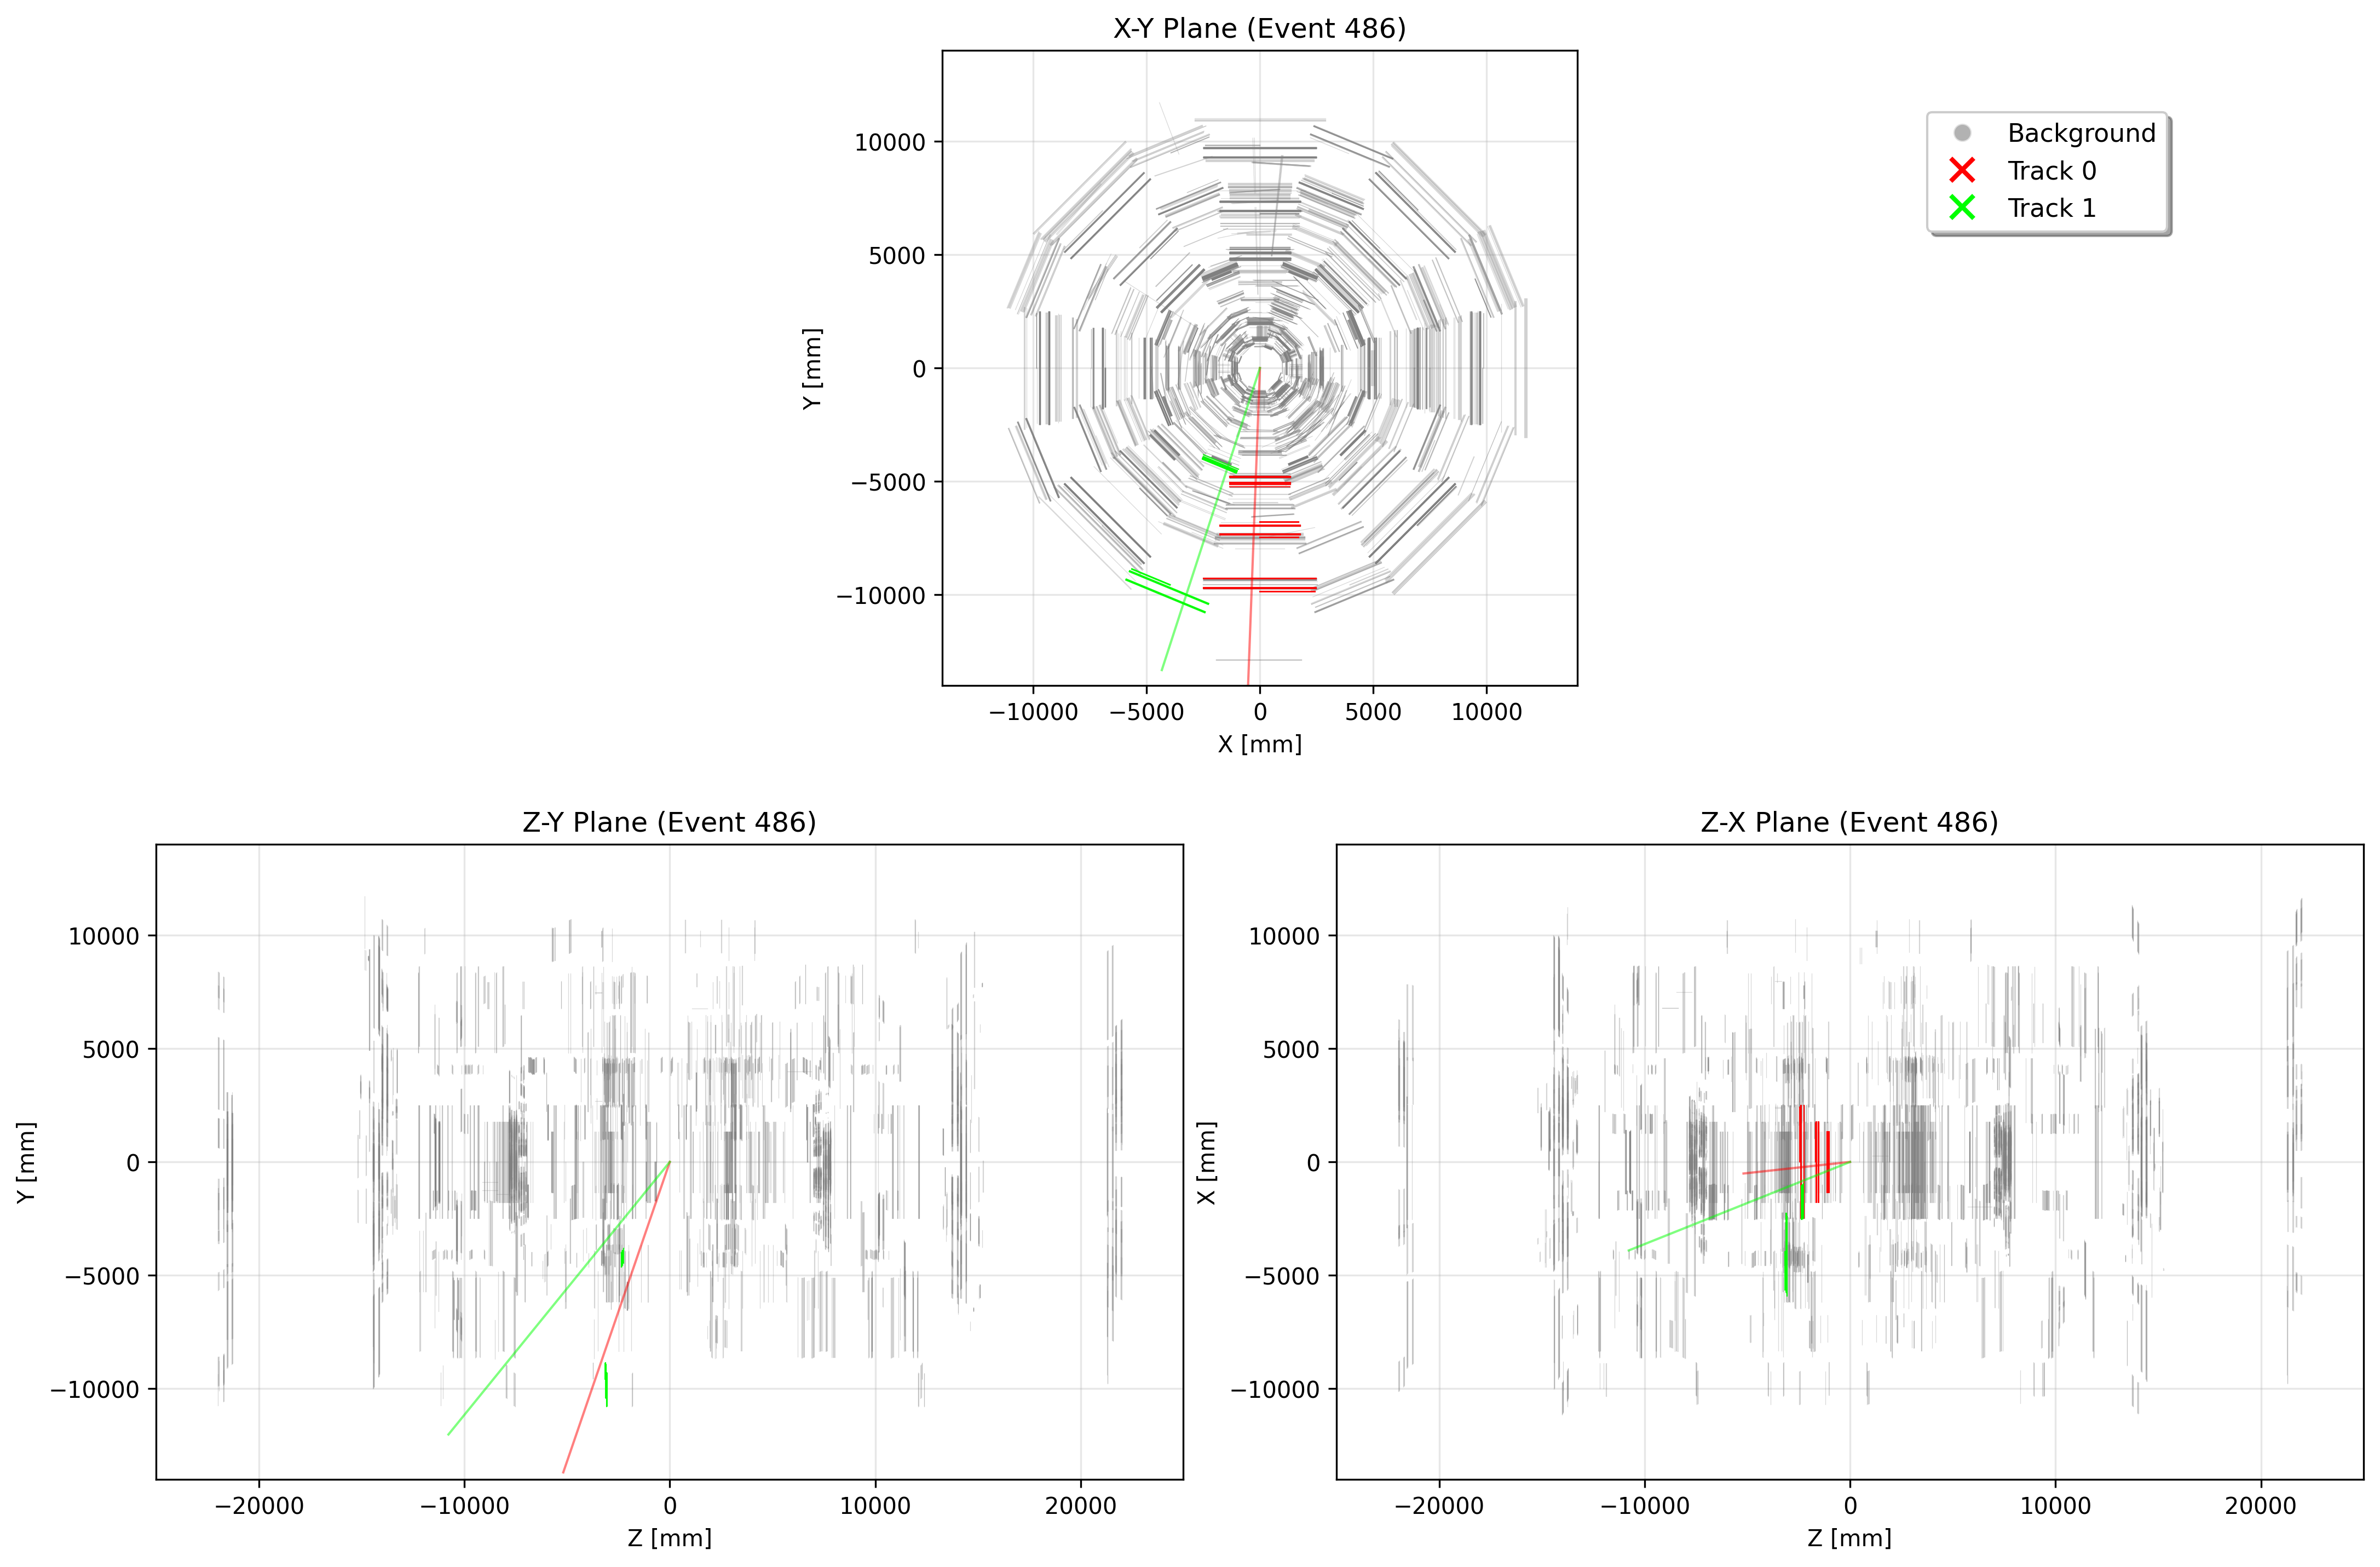 X-Y Plane (Event 486)
Y [mm]
10000
5000
0
−5000
−10000
−10000 −5000 0 5000 10000
X [mm]
Background
Track 0
Track 1
Z-Y Plane (Event 486)
Y [mm]
10000
5000
0
−5000
−10000
−20000 −10000 0 10000 20000
Z [mm]
Z-X Plane (Event 486)
X [mm]
10000
5000
0
−5000
−10000
−20000 −10000 0 10000 20000
Z [mm]